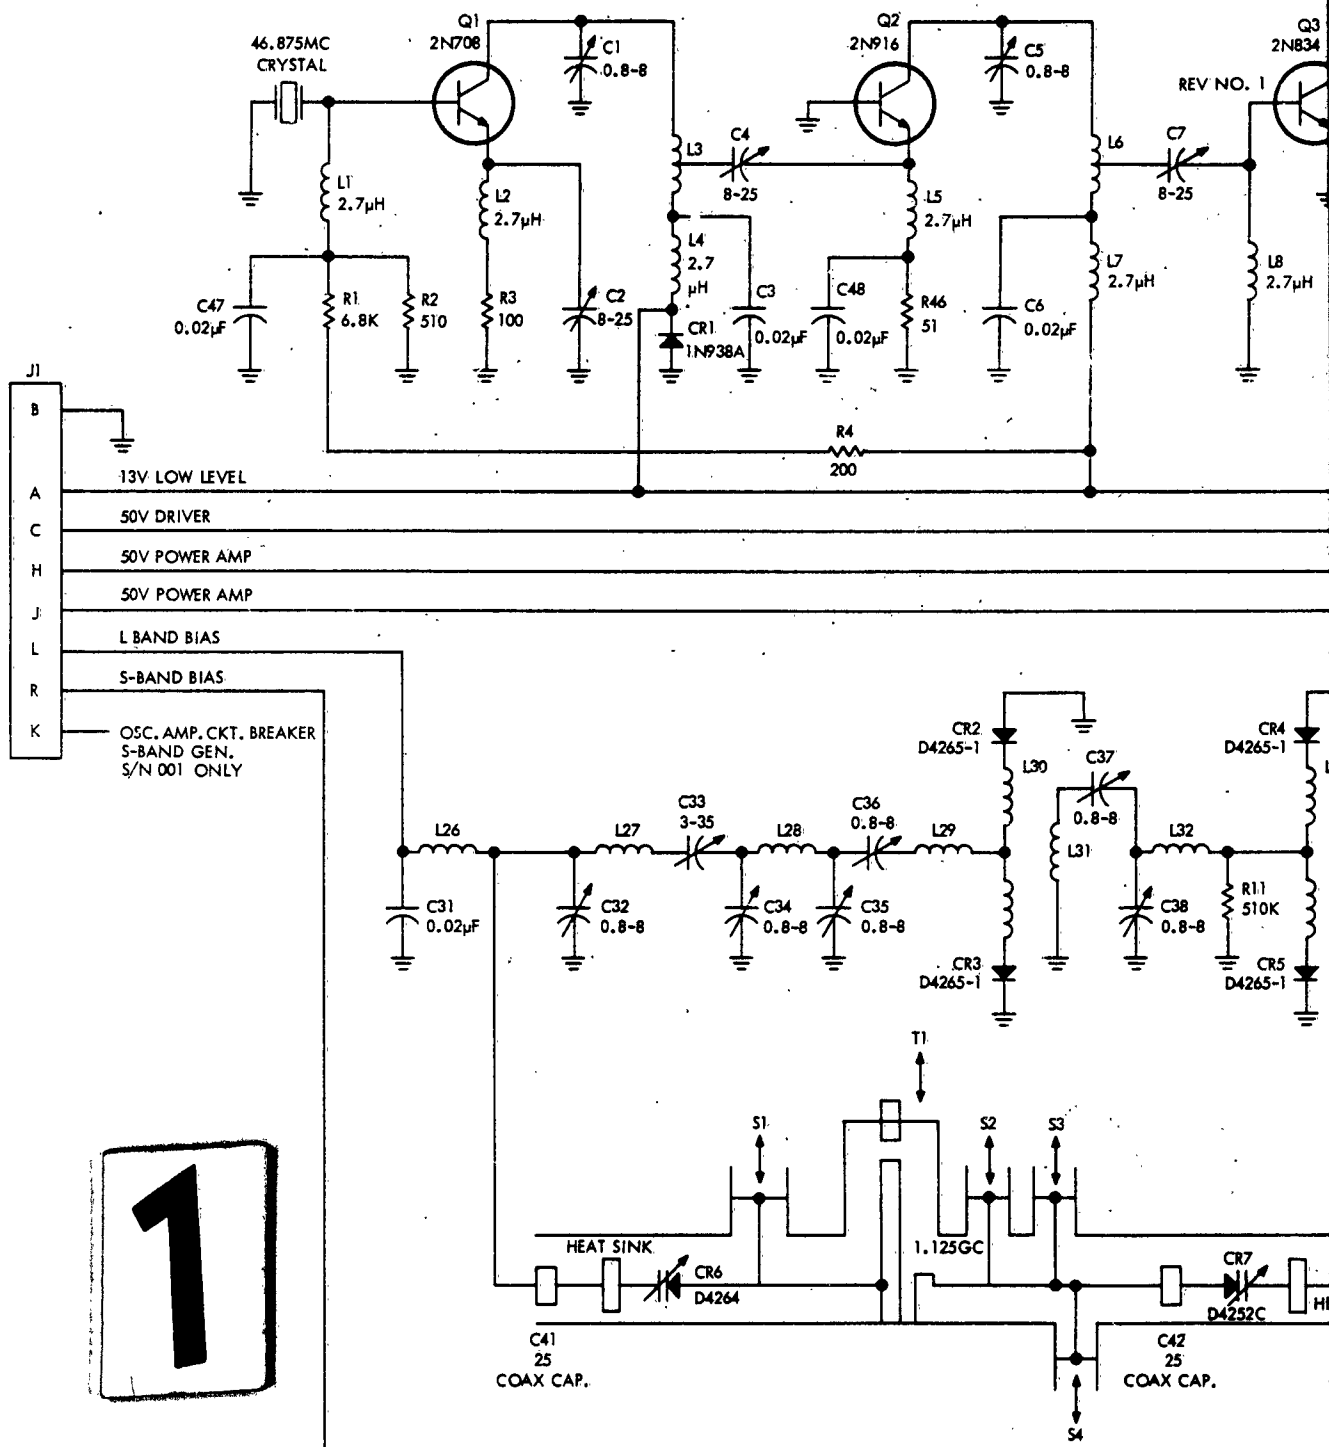 46.875MC
CRYSTAL
Q1
2N708
C1
0.8-8
Q2
2N916
C5
0.8-8
Q3
2N834
REV NO. 1
L1
2.7µH
L2
2.7µH
L3
C4
8-25
L5
2.7µH
L6
C7
8-25
L4
2.7
µH
L7
2.7µH
L8
2.7µH
C47
0.02µF
R1
6.8K
R2
510
R3
100
C2
8-25
CR1
1N938A
C3
0.02µF
C48
0.02µF
R46
51
C6
0.02µF
R4
200
J1
B
A
13V LOW LEVEL
C
50V DRIVER
H
50V POWER AMP
J
50V POWER AMP
L
L BAND BIAS
R
S-BAND BIAS
K
OSC. AMP. CKT. BREAKER
S-BAND GEN.
S/N 001 ONLY
CR2
D4265-1
L30
C37
0.8-8
CR4
D4265-1
L
L26
L27
C33
3-35
L28
C36
0.8-8
L29
L31
L32
C31
0.02µF
C32
0.8-8
C34
0.8-8
C35
0.8-8
C38
0.8-8
R11
510K
CR3
D4265-1
CR5
D4265-1
T1
S1
S2
S3
HEAT SINK
CR6
D4264
1.125GC
CR7
D4252C
HE
C41
25
COAX CAP.
C42
25
COAX CAP.
S4
1